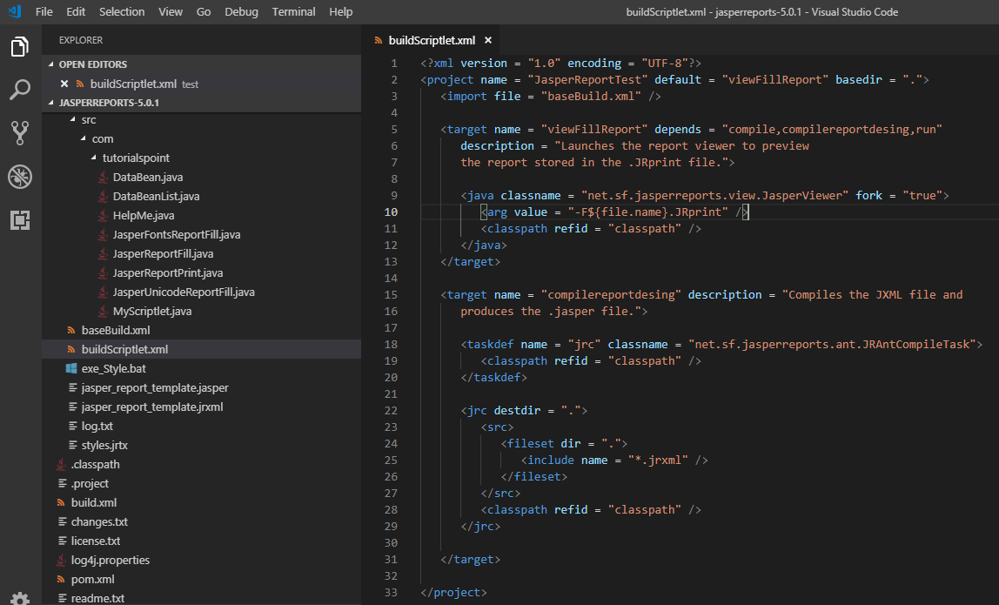 File Edit Selection View Go Debug Terminal Help
buildScriptlet.xml - jasperreports-5.0.1 - Visual Studio Code
EXPLORER
OPEN EDITORS
buildScriptlet.xml test
JASPERREPORTS-5.0.1
src
com
tutorialspoint
DataBean.java
DataBeanList.java
HelpMe.java
JasperFontsReportFill.java
JasperReportFill.java
JasperReportPrint.java
JasperUnicodeReportFill.java
MyScriptlet.java
baseBuild.xml
buildScriptlet.xml
exe_Style.bat
jasper_report_template.jasper
jasper_report_template.jrxml
log.txt
styles.jrtx
.classpath
.project
build.xml
changes.txt
license.txt
log4j.properties
pom.xml
readme.txt
buildScriptlet.xml
1 <?xml version = "1.0" encoding = "UTF-8"?>
2 <project name = "JasperReportTest" default = "viewFillReport" basedir = ".">
3 <import file = "baseBuild.xml" />
4
5 <target name = "viewFillReport" depends = "compile,compilereportdesing,run"
6 description = "Launches the report viewer to preview
7 the report stored in the .JRprint file.">
8
9 <java classname = "net.sf.jasperreports.view.JasperViewer" fork = "true">
10 <arg value = "-F${file.name}.JRprint" />
11 <classpath refid = "classpath" />
12 </java>
13 </target>
14
15 <target name = "compilereportdesing" description = "Compiles the JXML file and
16 produces the .jasper file.">
17
18 <taskdef name = "jrc" classname = "net.sf.jasperreports.ant.JRAntCompileTask">
19 <classpath refid = "classpath" />
20 </taskdef>
21
22 <jrc destdir = ".">
23 <src>
24 <fileset dir = ".">
25 <include name = "*.jrxml" />
26 </fileset>
27 </src>
28 <classpath refid = "classpath" />
29 </jrc>
30
31 </target>
32
33 </project>